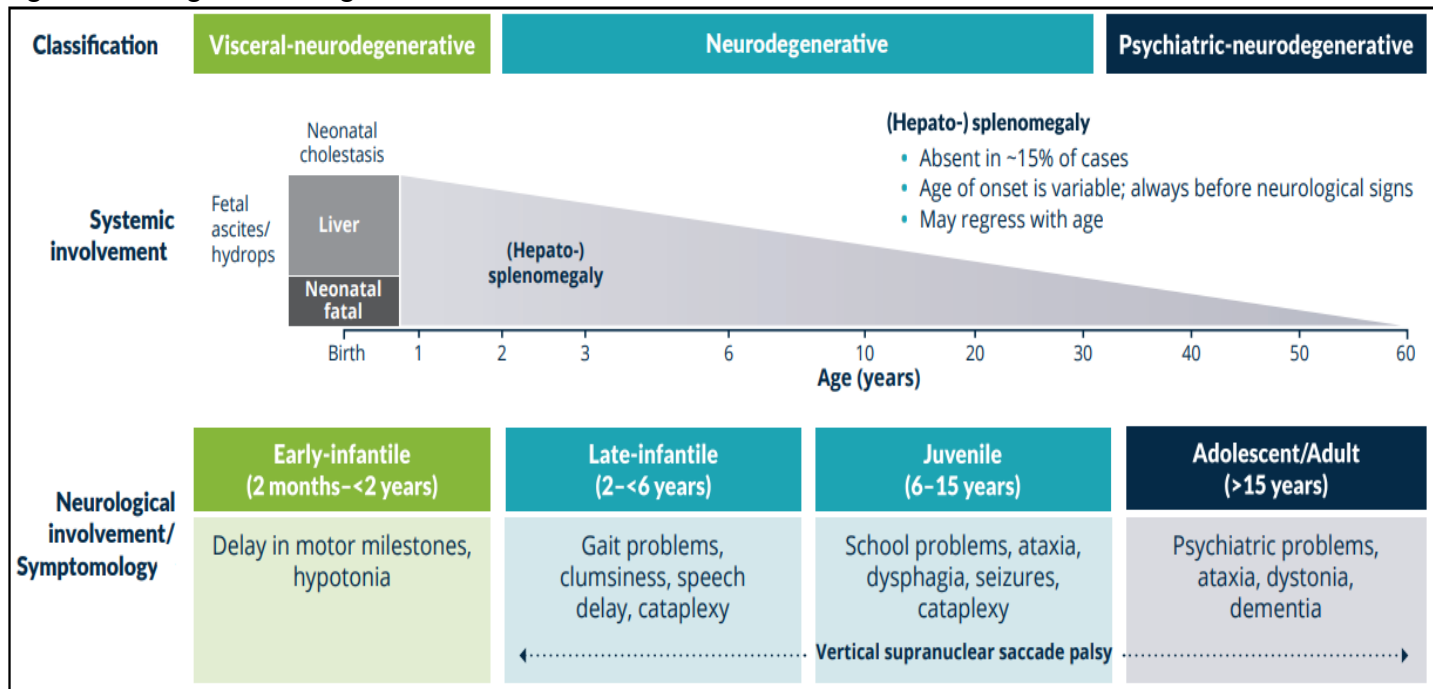 Classification
Visceral-neurodegenerative
Neurodegenerative
Psychiatric-neurodegenerative
Systemic
involvement
Neonatal
cholestasis
Fetal
ascites/
hydrops
Liver
Neonatal
fatal
(Hepato-)
splenomegaly
(Hepato-) splenomegaly
• Absent in ~15% of cases
• Age of onset is variable; always before neurological signs
• May regress with age
Birth 1 2 3 6 10 20 30 40 50 60
Age (years)
Neurological
involvement/
Symptomology
Early-infantile
(2 months–<2 years)
Delay in motor milestones,
hypotonia
Late-infantile
(2–<6 years)
Gait problems,
clumsiness, speech
delay, cataplexy
Juvenile
(6–15 years)
School problems, ataxia,
dysphagia, seizures,
cataplexy
Adolescent/Adult
(>15 years)
Psychiatric problems,
ataxia, dystonia,
dementia
Vertical supranuclear saccade palsy